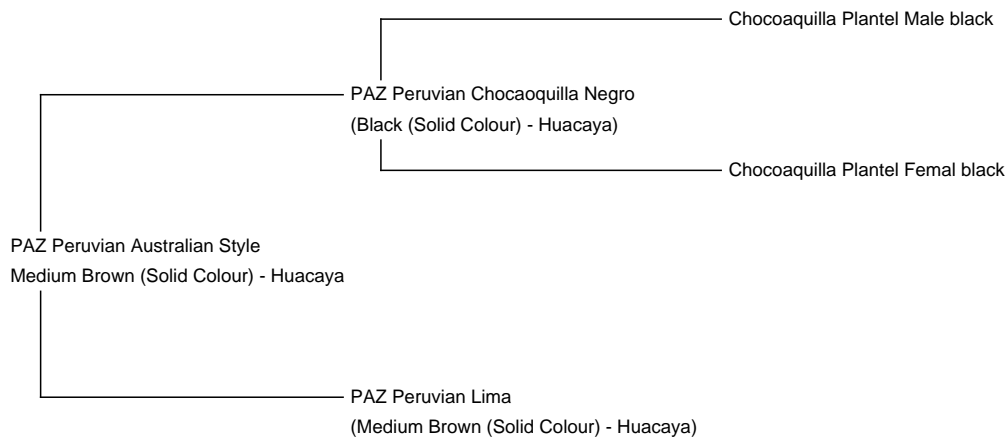 Chocoaquilla Plantel Male black
PAZ Peruvian Chocaoquilla Negro
(Black (Solid Colour) - Huacaya)
Chocoaquilla Plantel Femal black
PAZ Peruvian Australian Style
Medium Brown (Solid Colour) - Huacaya
PAZ Peruvian Lima
(Medium Brown (Solid Colour) - Huacaya)